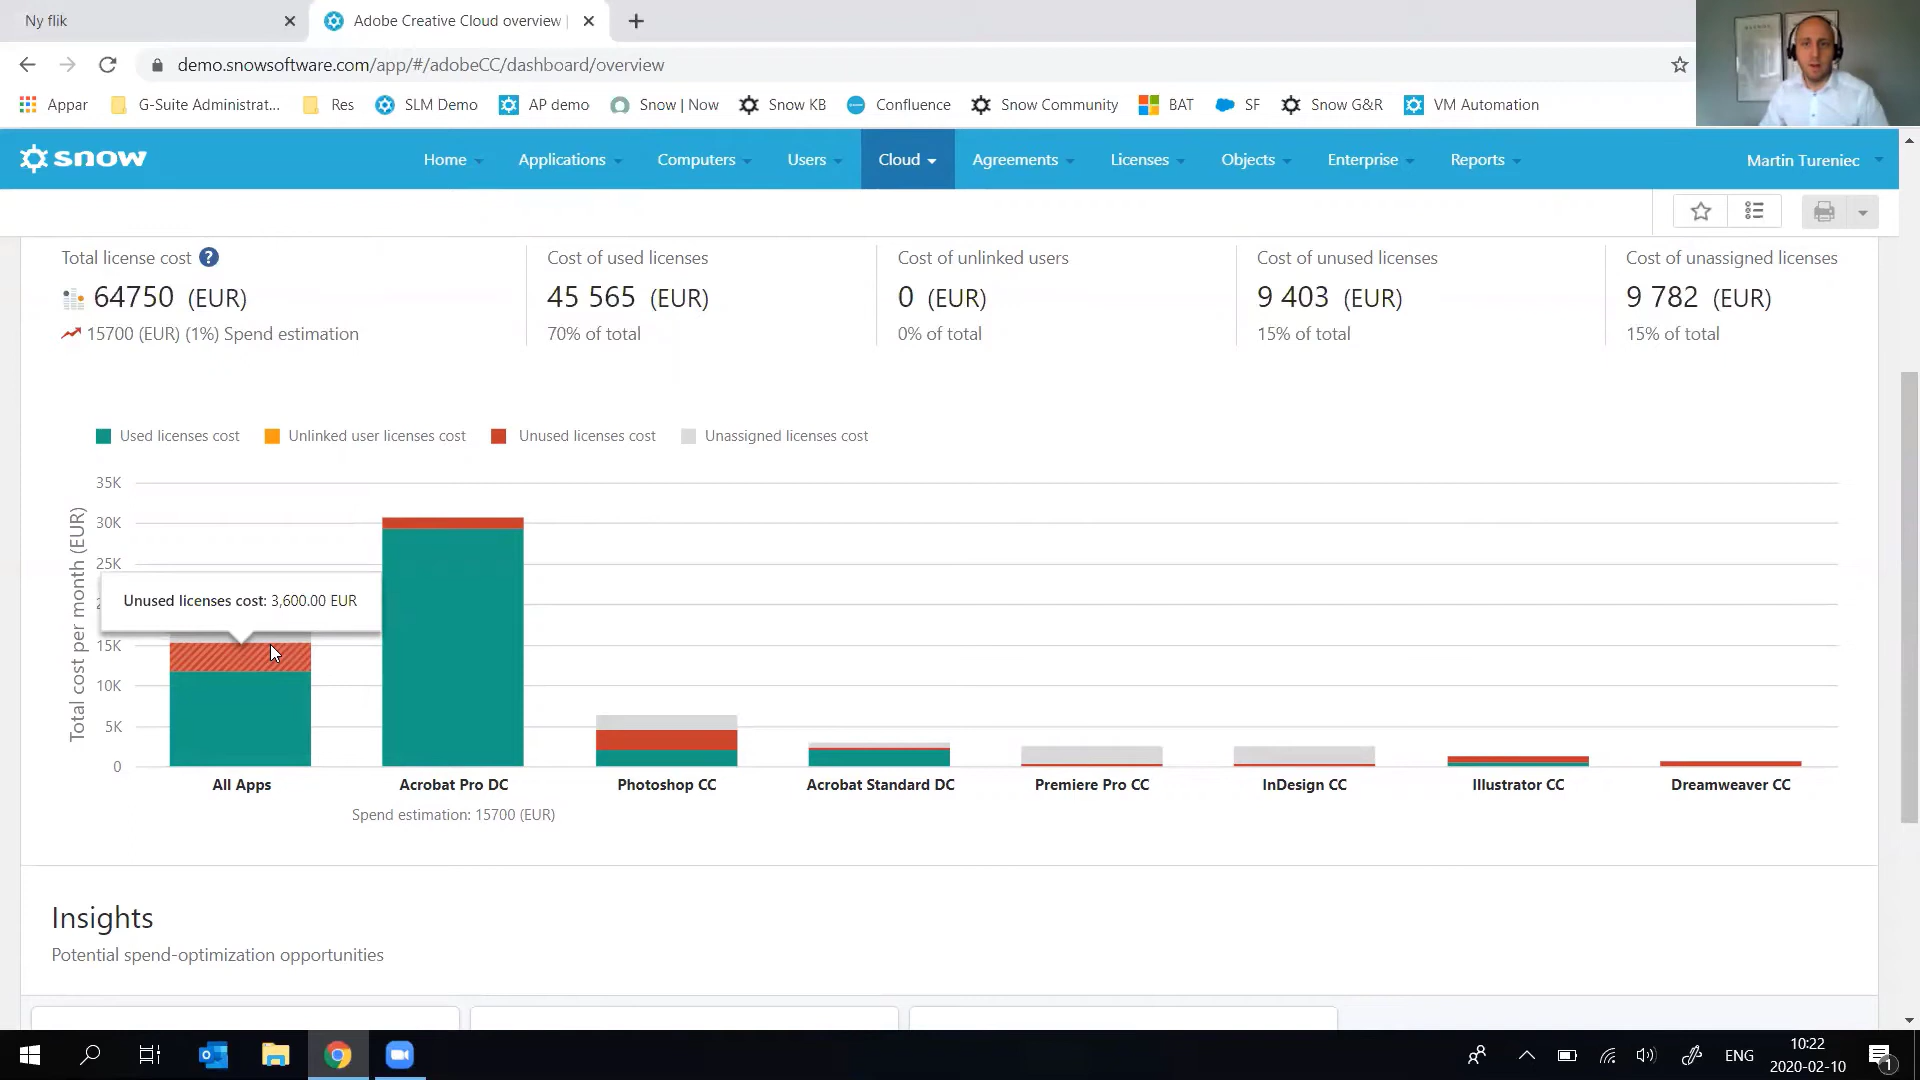 Ny flik
Adobe Creative Cloud overview |
demo.snowsoftware.com/app/#/adobeCC/dashboard/overview
Appar G-Suite Administrat... Res SLM Demo AP demo Snow | Now Snow KB Confluence Snow Community BAT SF Snow G&R VM Automation
snow Home Applications Computers Users Cloud Agreements Licenses Objects Enterprise Reports Martin Tureniec
Total license cost ? Cost of used licenses Cost of unlinked users Cost of unused licenses Cost of unassigned licenses
64750 (EUR) 45 565 (EUR) 0 (EUR) 9 403 (EUR) 9 782 (EUR)
15700 (EUR) (1%) Spend estimation 70% of total 0% of total 15% of total 15% of total
Used licenses cost Unlinked user licenses cost Unused licenses cost Unassigned licenses cost
Total cost per month (EUR)
35K
30K
25K
Unused licenses cost: 3,600.00 EUR
15K
10K
5K
0
All Apps Acrobat Pro DC Photoshop CC Acrobat Standard DC Premiere Pro CC InDesign CC Illustrator CC Dreamweaver CC
Spend estimation: 15700 (EUR)
Insights
Potential spend-optimization opportunities
ENG 10:22
2020-02-10
1